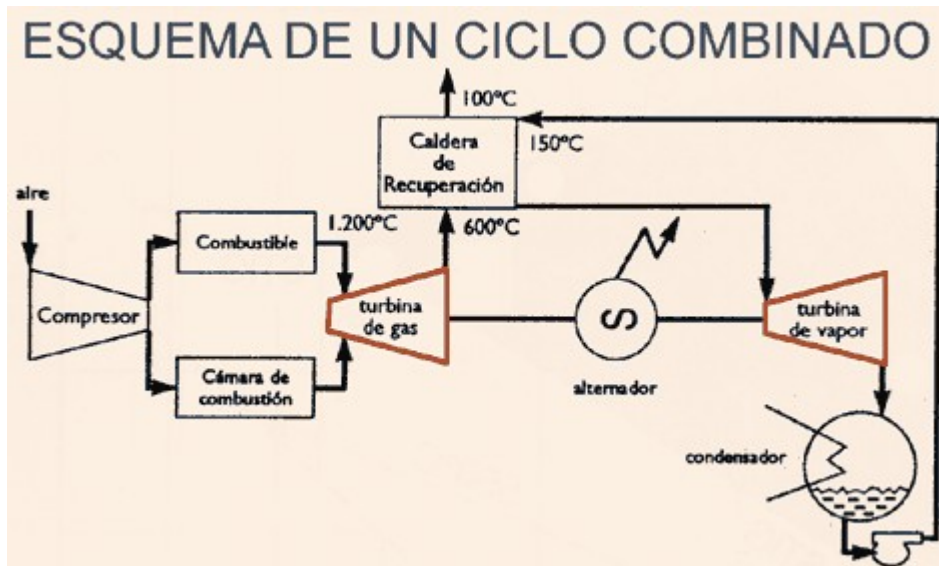 ESQUEMA DE UN CICLO COMBINADO
100ºC
Caldera
de
Recuperación
150ºC
aire
1.200ºC
600ºC
Combustible
Compresor
turbina
de gas
S
turbina
de vapor
Cámara de
combustión
alternador
condensador